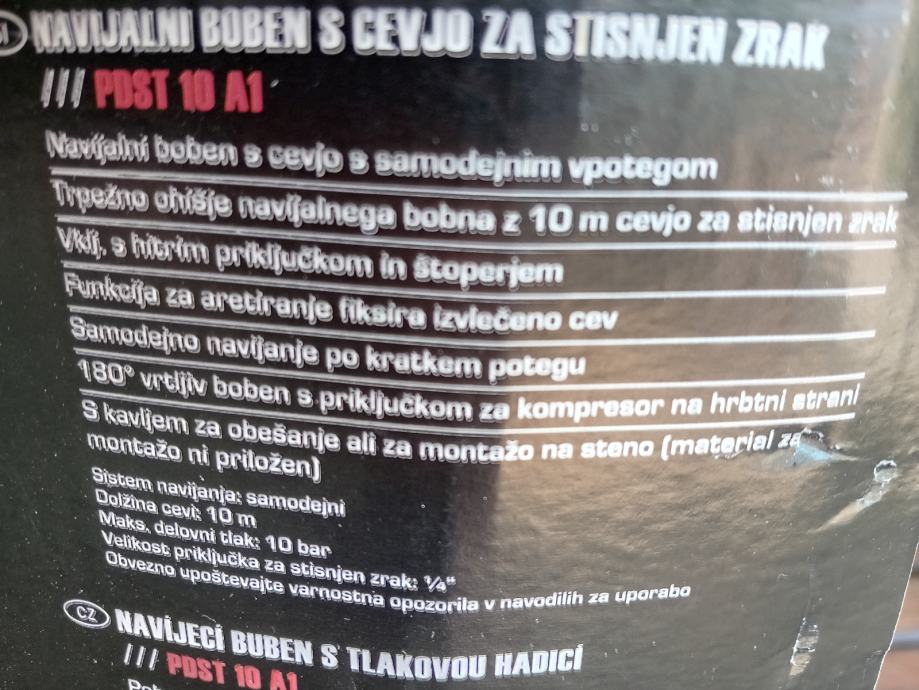 NAVIJALNI BOBEN S CEVJO ZA STISNJEN ZRAK
/// PDST 10 A1
Navijalni boben s cevjo s samodejnim vpotegom
Trpežno ohišje navijalnega bobna z 10 m cevjo za stisnjen zrak
Vklj. s hitrim priključkom in štoperjem
Funkcija za aretiranje fiksira izvlečeno cev
Samodejno navijanje po kratkem potegu
180° vrtljiv boben s priključkom za kompresor na hrbtni strani
S kavljem za obešanje ali za montažo na steno (material za
montažo ni priložen)
Sistem navijanja: samodejni
Dolžina cevi: 10 m
Maks. delovni tlak: 10 bar
Velikost priključka za stisnjen zrak: ¼"
Obvezno upoštevajte varnostna opozorila v navodilih za uporabo
CZ NAVÍJECÍ BUBEN S TLAKOVOU HADICÍ
/// PDST 10 A1